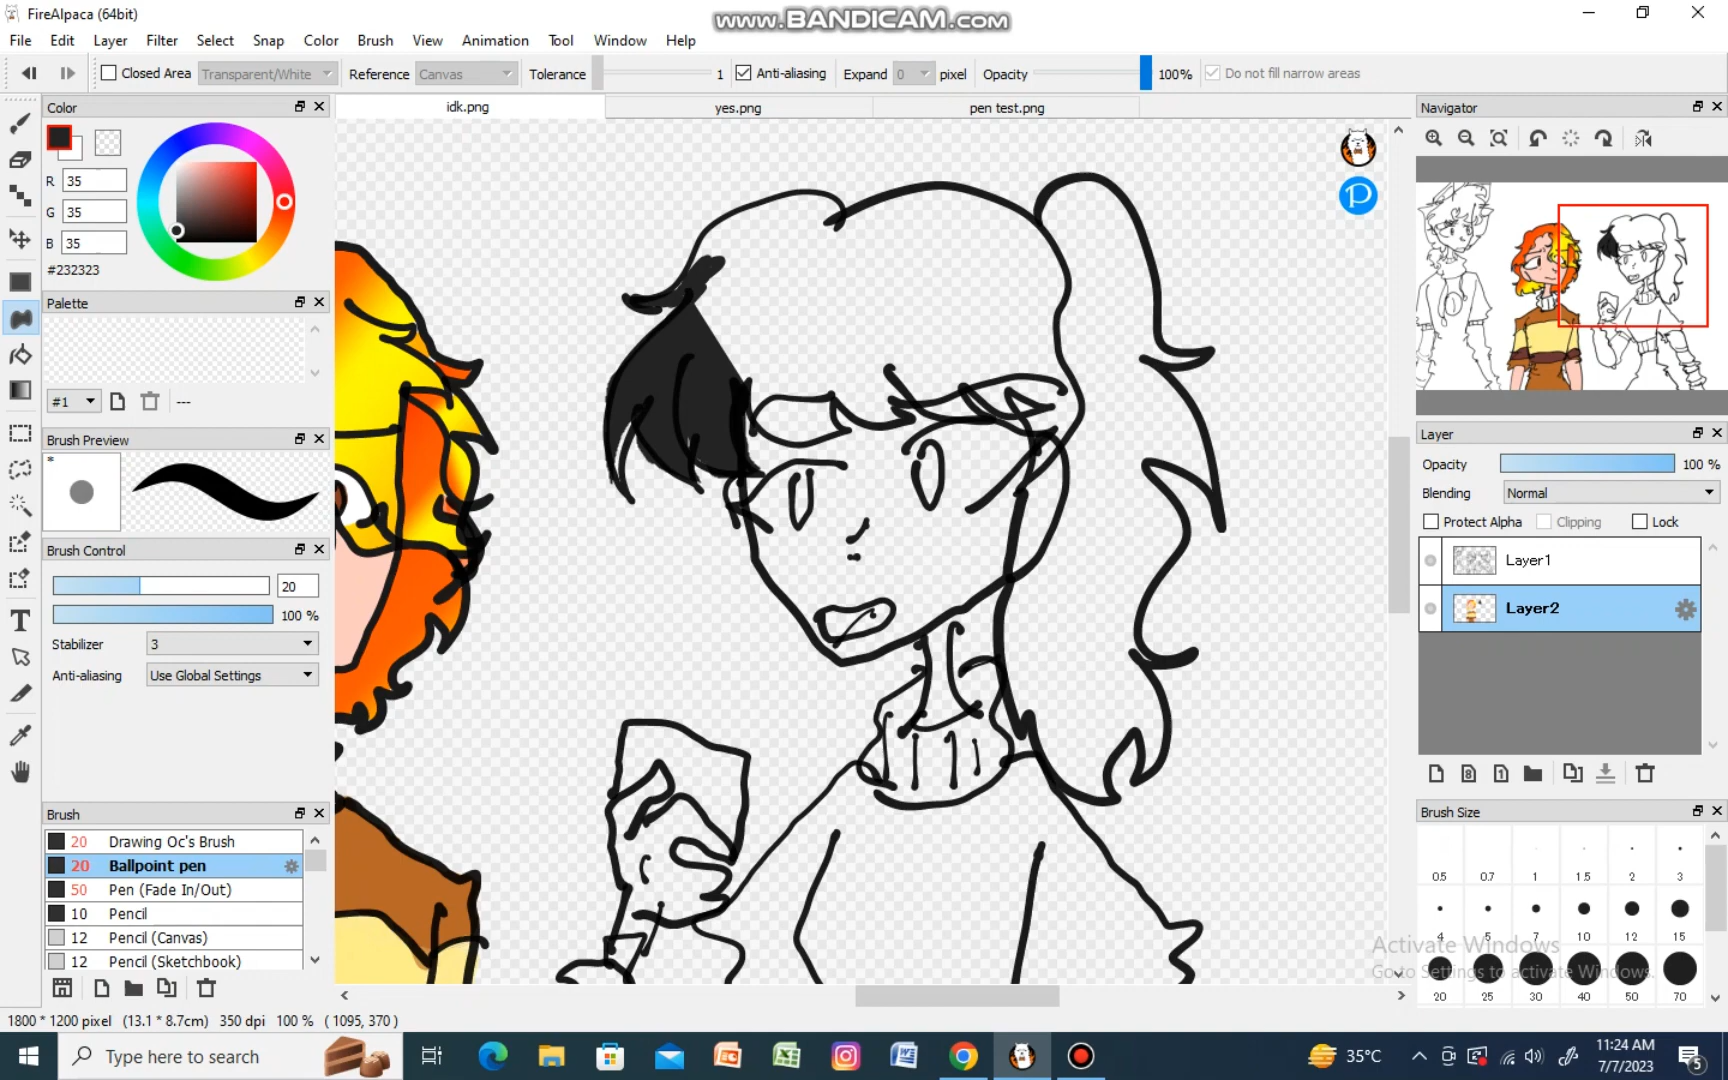 FireAlpaca (64bit)
www.BANDICAM.com
File Edit Layer Filter Select Snap Color Brush View Animation Tool Window Help
Closed Area Transparent/White Reference Canvas Tolerance 1 Anti-aliasing Expand 0 pixel Opacity 100% Do not fill narrow areas
Color
idk.png yes.png pen test.png
Navigator
R 35
G 35
B 35
#232323
Palette
#1 ---
Brush Preview
*
Brush Control
20
100 %
Stabilizer 3
Anti-aliasing Use Global Settings
Layer
Opacity 100 %
Blending Normal
Protect Alpha Clipping Lock
Layer1
Layer2
Brush
20 Drawing Oc's Brush
20 Ballpoint pen
50 Pen (Fade In/Out)
10 Pencil
12 Pencil (Canvas)
12 Pencil (Sketchbook)
Brush Size
0.5 0.7 1 1.5 2 3
4 5 7 10 12 15
20 25 30 40 50 70
Activate Windows
Go to Settings to activate Windows.
1800 * 1200 pixel (13.1 * 8.7cm) 350 dpi 100 % ( 1095, 370 )
Type here to search
35°C
11:24 AM
7/7/2023
5